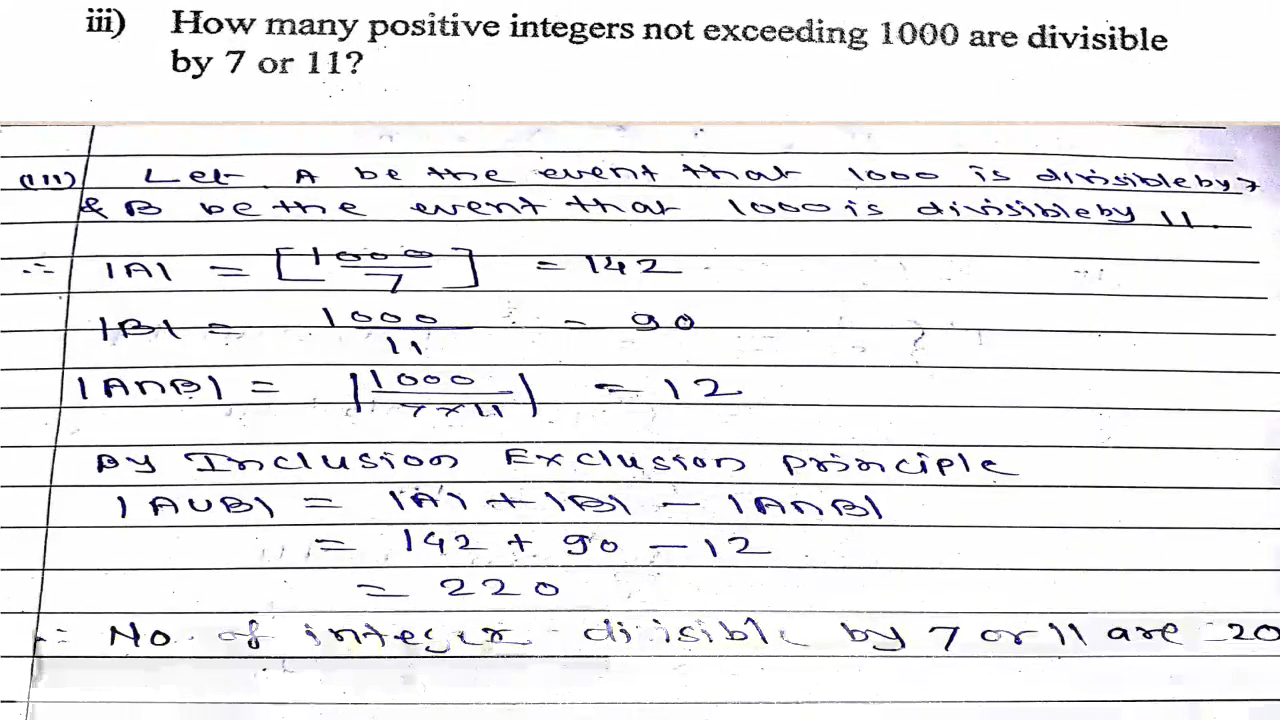 iii) How many positive integers not exceeding 1000 are divisible
by 7 or 11?
(iii) Let A be the event that 1000 is divisible by 7
& B be the event that 1000 is divisible by 11.
∴ |A| = [1000/7] = 142
|B| = 1000/11 = 90
|A∩B| = |1000/7×11| = 12
By Inclusion Exclusion principle
|A∪B| = |A| + |B| - |A∩B|
= 142 + 90 - 12
= 220
∴ No. of integer divisible by 7 or 11 are